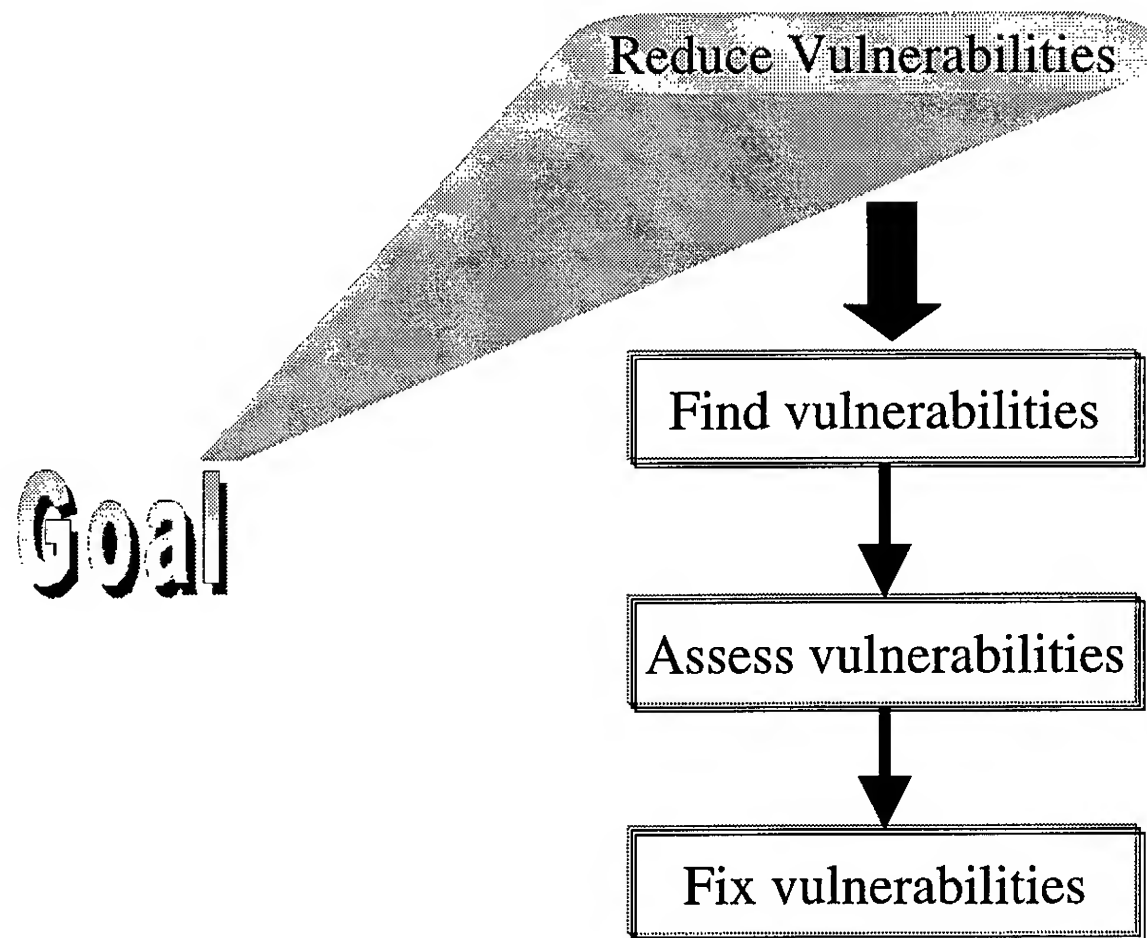 Reduce Vulnerabilities
Find vulnerabilities
Goal
Assess vulnerabilities
Fix vulnerabilities